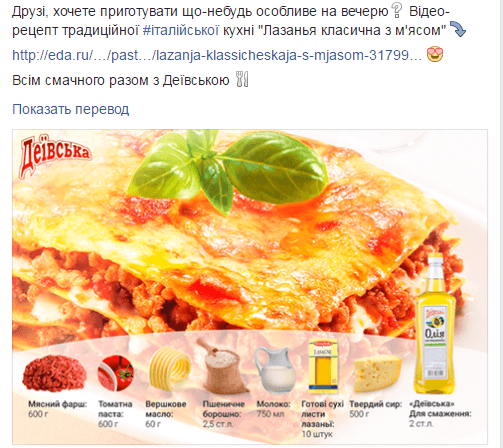 Друзі, хочете приготувати що-небудь особливе на вечерю❔ Відео-
рецепт традиційної #італійської кухні "Лазанья класична з м'ясом" ⤵
http://eda.ru/…/past…/lazanja-klassicheskaja-s-mjasom-31799… 😍
Всім смачного разом з Деївською 🍴
Показать перевод
Деївська
LASAGNE
Деївська
Олія
Мясний фарш:
600 г
Томатна
паста:
600 г
Вершкове
масло:
60 г
Пшеничне
борошно:
2,5 ст.л.
Молоко:
750 мл
Готові сухі
листи
лазаньї:
10 штук
Твердий сир:
500 г
«Деївська»
Для смаження:
2 ст.л.